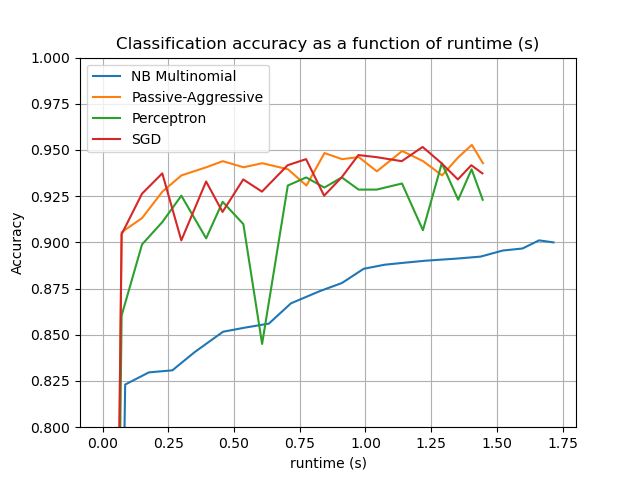 Classification accuracy as a function of runtime (s)
1.000
0.975
0.950
0.925
0.900
0.875
0.850
0.825
0.800
Accuracy
NB Multinomial
Passive-Aggressive
Perceptron
SGD
0.00 0.25 0.50 0.75 1.00 1.25 1.50 1.75
runtime (s)